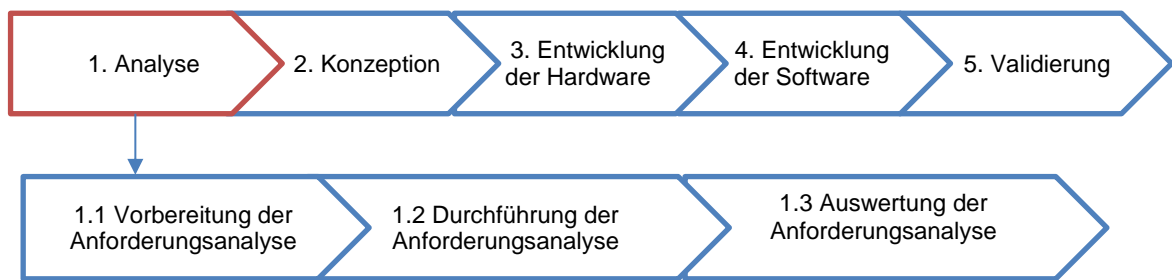 1. Analyse
2. Konzeption
3. Entwicklung
der Hardware
4. Entwicklung
der Software
5. Validierung
1.1 Vorbereitung der
Anforderungsanalyse
1.2 Durchführung der
Anforderungsanalyse
1.3 Auswertung der
Anforderungsanalyse